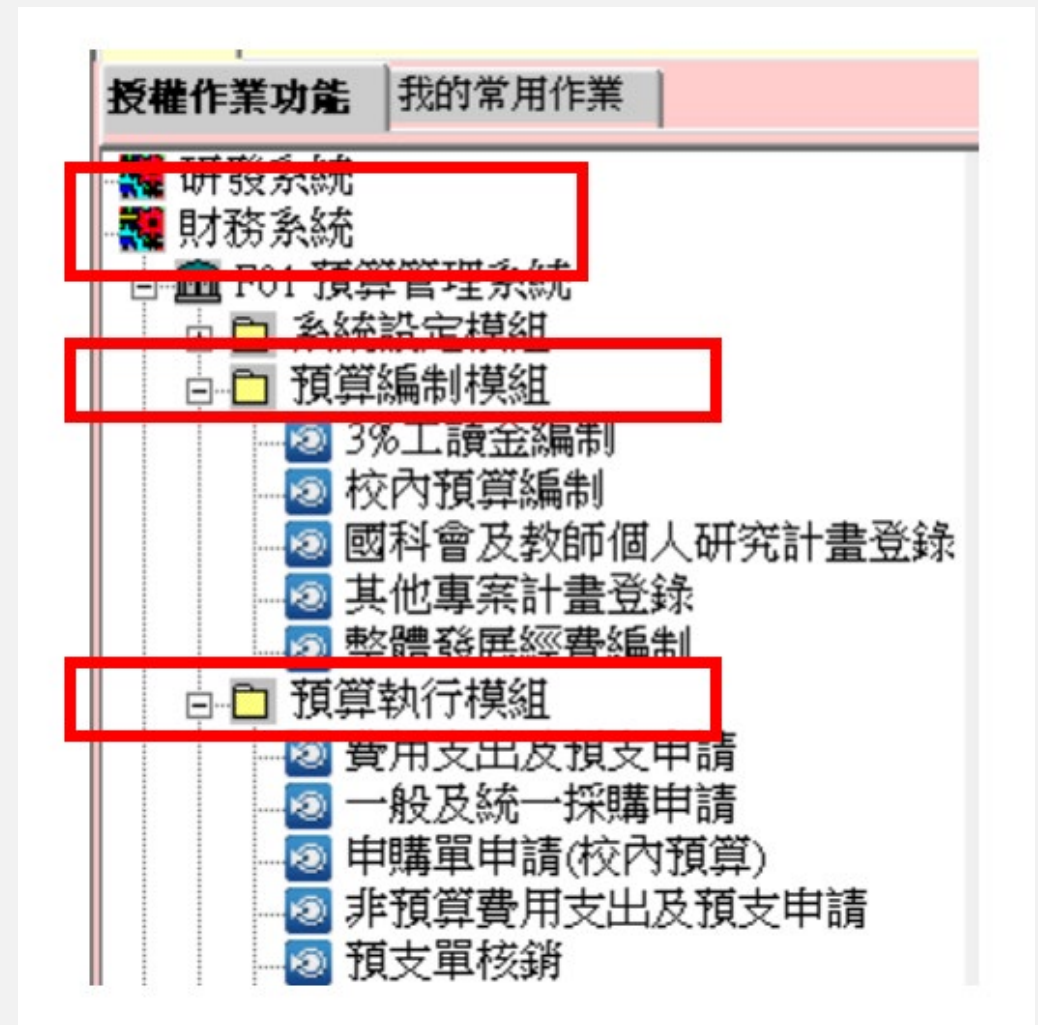 授權作業功能 我的常用作業
研發系統
財務系統
F01 預算管理系統
系統設定模組
預算編制模組
3%工讀金編制
校內預算編制
國科會及教師個人研究計畫登錄
其他專案計畫登錄
整體發展經費編制
預算執行模組
費用支出及預支申請
一般及統一採購申請
申購單申請(校內預算)
非預算費用支出及預支申請
預支單核銷